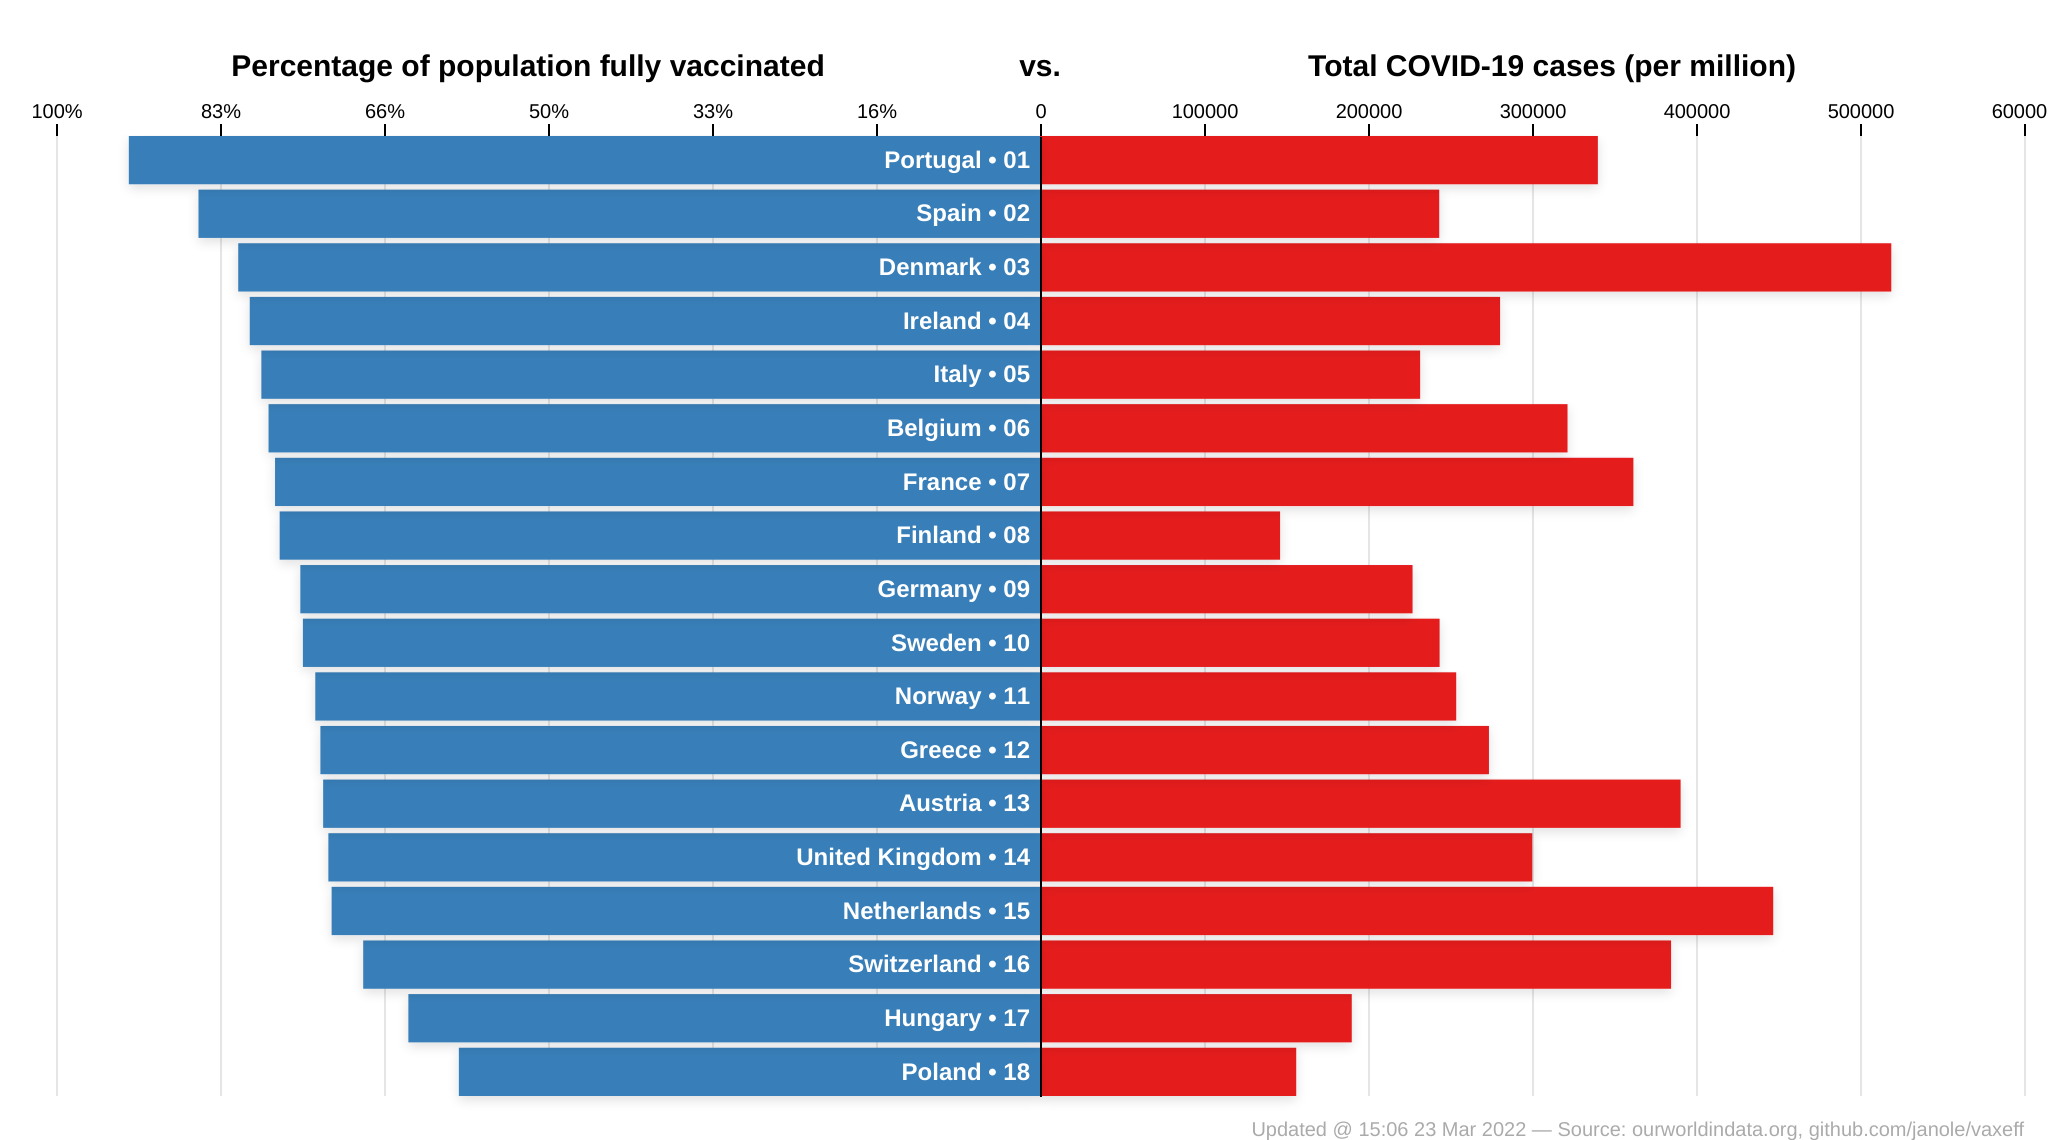 Percentage of population fully vaccinated vs. Total COVID-19 cases (per million)
100% 83% 66% 50% 33% 16% 0 100000 200000 300000 400000 500000 60000
Portugal • 01
Spain • 02
Denmark • 03
Ireland • 04
Italy • 05
Belgium • 06
France • 07
Finland • 08
Germany • 09
Sweden • 10
Norway • 11
Greece • 12
Austria • 13
United Kingdom • 14
Netherlands • 15
Switzerland • 16
Hungary • 17
Poland • 18
Updated @ 15:06 23 Mar 2022 — Source: ourworldindata.org, github.com/janole/vaxeff